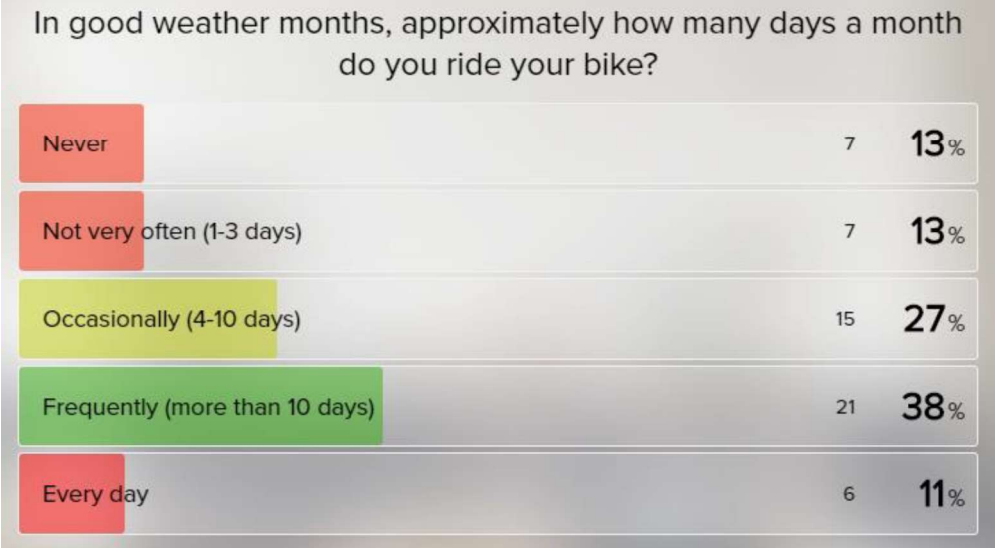 In good weather months, approximately how many days a month
do you ride your bike?
Never 7 13%
Not very often (1-3 days) 7 13%
Occasionally (4-10 days) 15 27%
Frequently (more than 10 days) 21 38%
Every day 6 11%